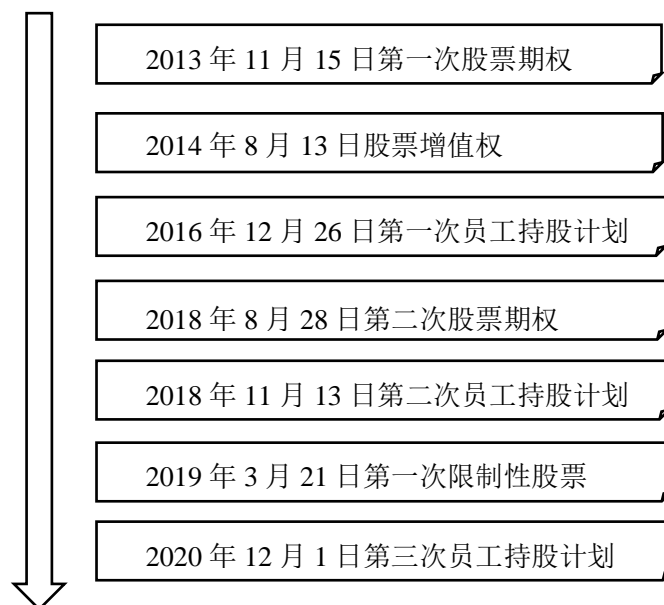 2013 年 11 月 15 日第一次股票期权
2014 年 8 月 13 日股票增值权
2016 年 12 月 26 日第一次员工持股计划
2018 年 8 月 28 日第二次股票期权
2018 年 11 月 13 日第二次员工持股计划
2019 年 3 月 21 日第一次限制性股票
2020 年 12 月 1 日第三次员工持股计划